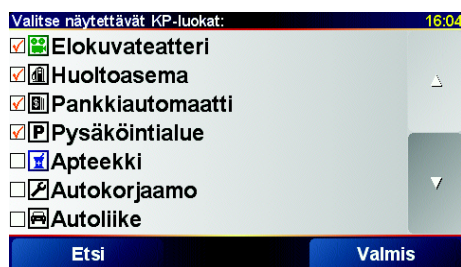 Valitse näytettävät KP-luokat: 16:04
Elokuvateatteri
Huoltoasema
Pankkiautomaatti
P Pysäköintialue
Apteekki
Autokorjaamo
Autoliike
Etsi Valmis